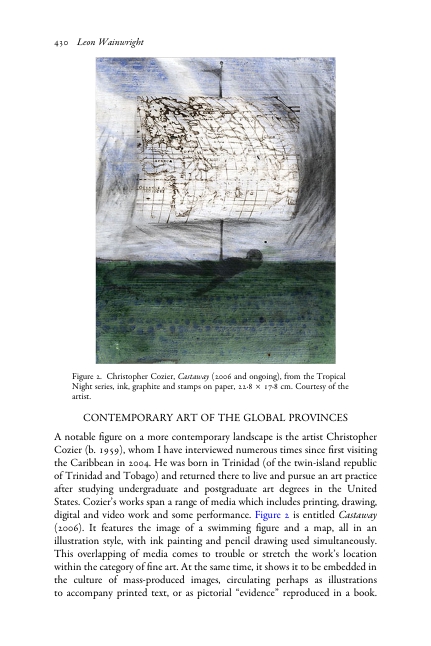 430 Leon Wainwright
Figure 2. Christopher Cozier, Castaway (2006 and ongoing), from the Tropical
Night series, ink, graphite and stamps on paper, 22·8 × 17·8 cm. Courtesy of the
artist.
CONTEMPORARY ART OF THE GLOBAL PROVINCES
A notable figure on a more contemporary landscape is the artist Christopher
Cozier (b. 1959), whom I have interviewed numerous times since first visiting
the Caribbean in 2004. He was born in Trinidad (of the twin-island republic
of Trinidad and Tobago) and returned there to live and pursue an art practice
after studying undergraduate and postgraduate art degrees in the United
States. Cozier's works span a range of media which includes printing, drawing,
digital and video work and some performance. Figure 2 is entitled Castaway
(2006). It features the image of a swimming figure and a map, all in an
illustration style, with ink painting and pencil drawing used simultaneously.
This overlapping of media comes to trouble or stretch the work's location
within the category of fine art. At the same time, it shows it to be embedded in
the culture of mass-produced images, circulating perhaps as illustrations
to accompany printed text, or as pictorial "evidence" reproduced in a book.